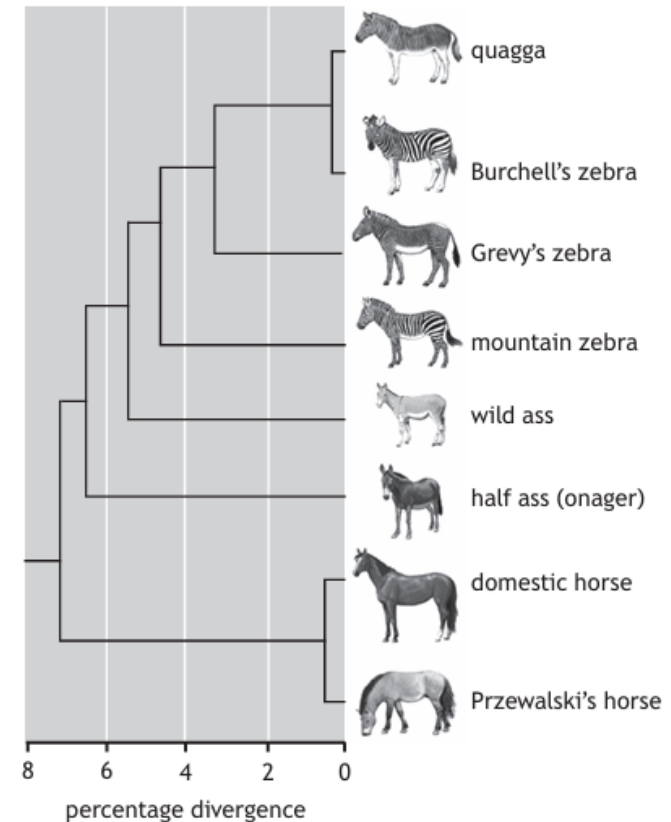 quagga
Burchell’s zebra
Grevy’s zebra
mountain zebra
wild ass
half ass (onager)
domestic horse
Przewalski’s horse
8 6 4 2 0
percentage divergence